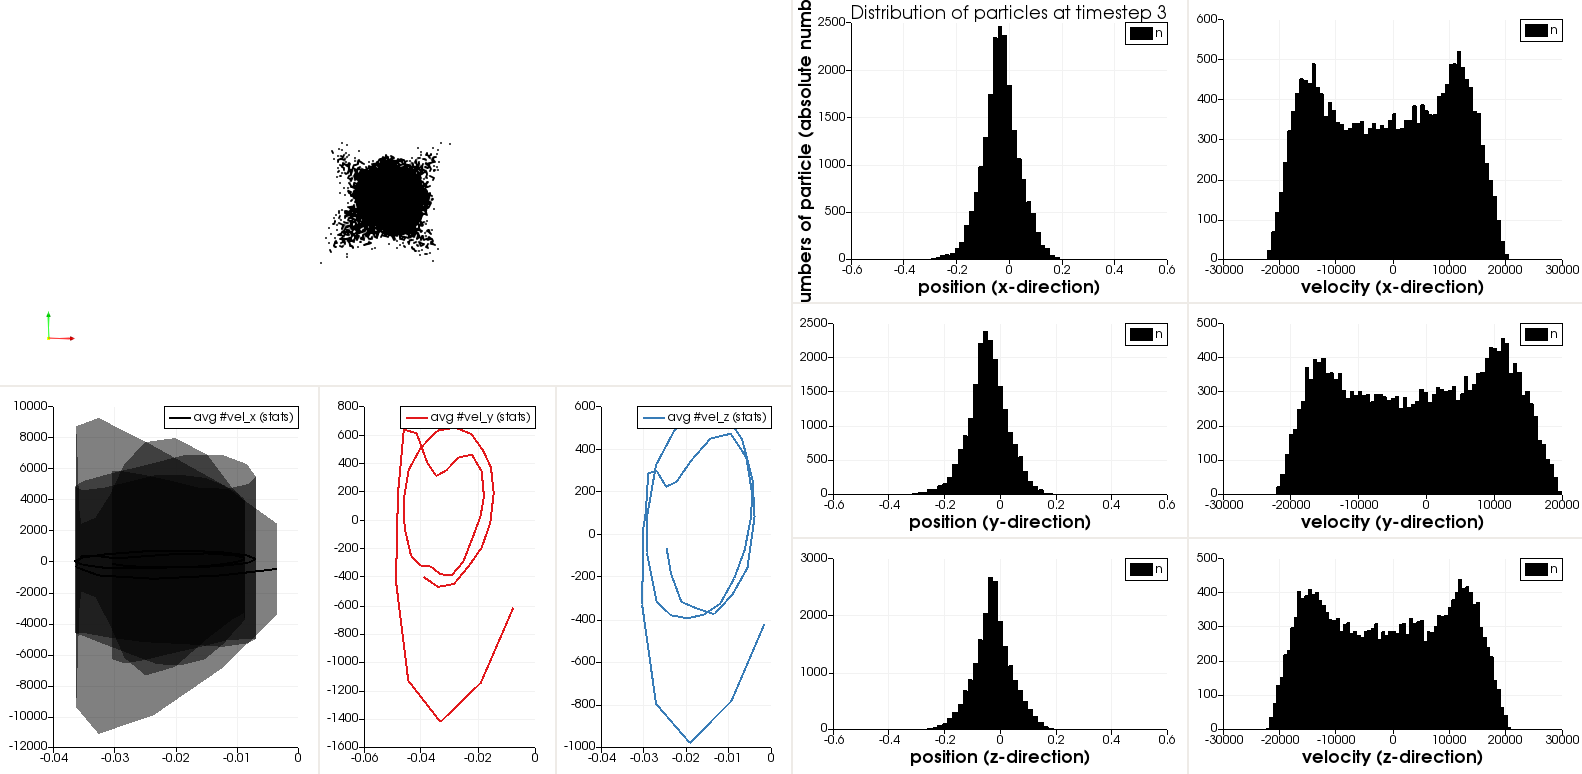 Distribution of particles at timestep 3
umbers of particle (absolute numb
2500
2000
1500
1000
500
0
-0.6 -0.4 -0.2 0 0.2 0.4 0.6
position (x-direction)
n
600
500
400
300
200
100
0
-30000 -20000 -10000 0 10000 20000 30000
velocity (x-direction)
n
2500
2000
1500
1000
500
0
-0.6 -0.4 -0.2 0 0.2 0.4 0.6
position (y-direction)
n
500
400
300
200
100
0
-30000 -20000 -10000 0 10000 20000
velocity (y-direction)
n
10000
8000
6000
4000
2000
0
-2000
-4000
-6000
-8000
-10000
-12000
-0.04 -0.03 -0.02 -0.01 0
avg #vel_x (stats)
800
600
400
200
0
-200
-400
-600
-800
-1000
-1200
-1400
-1600
-0.06 -0.04 -0.02 0
avg #vel_y (stats)
600
400
200
0
-200
-400
-600
-800
-1000
-0.04 -0.03 -0.02 -0.01 0
avg #vel_z (stats)
3000
2000
1000
0
-0.6 -0.4 -0.2 0 0.2 0.4 0.6
position (z-direction)
n
500
400
300
200
100
0
-30000 -20000 -10000 0 10000 20000 30000
velocity (z-direction)
n